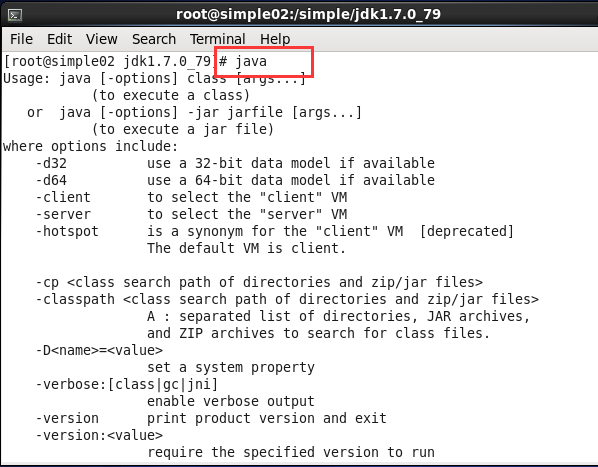 root@simple02:/simple/jdk1.7.0_79
File Edit View Search Terminal Help
[root@simple02 jdk1.7.0_79]# java
Usage: java [-options] class [args...]
           (to execute a class)
   or  java [-options] -jar jarfile [args...]
           (to execute a jar file)
where options include:
    -d32          use a 32-bit data model if available
    -d64          use a 64-bit data model if available
    -client       to select the "client" VM
    -server       to select the "server" VM
    -hotspot      is a synonym for the "client" VM  [deprecated]
                  The default VM is client.
    -cp <class search path of directories and zip/jar files>
    -classpath <class search path of directories and zip/jar files>
                  A : separated list of directories, JAR archives,
                  and ZIP archives to search for class files.
    -D<name>=<value>
                  set a system property
    -verbose:[class|gc|jni]
                  enable verbose output
    -version      print product version and exit
    -version:<value>
                  require the specified version to run